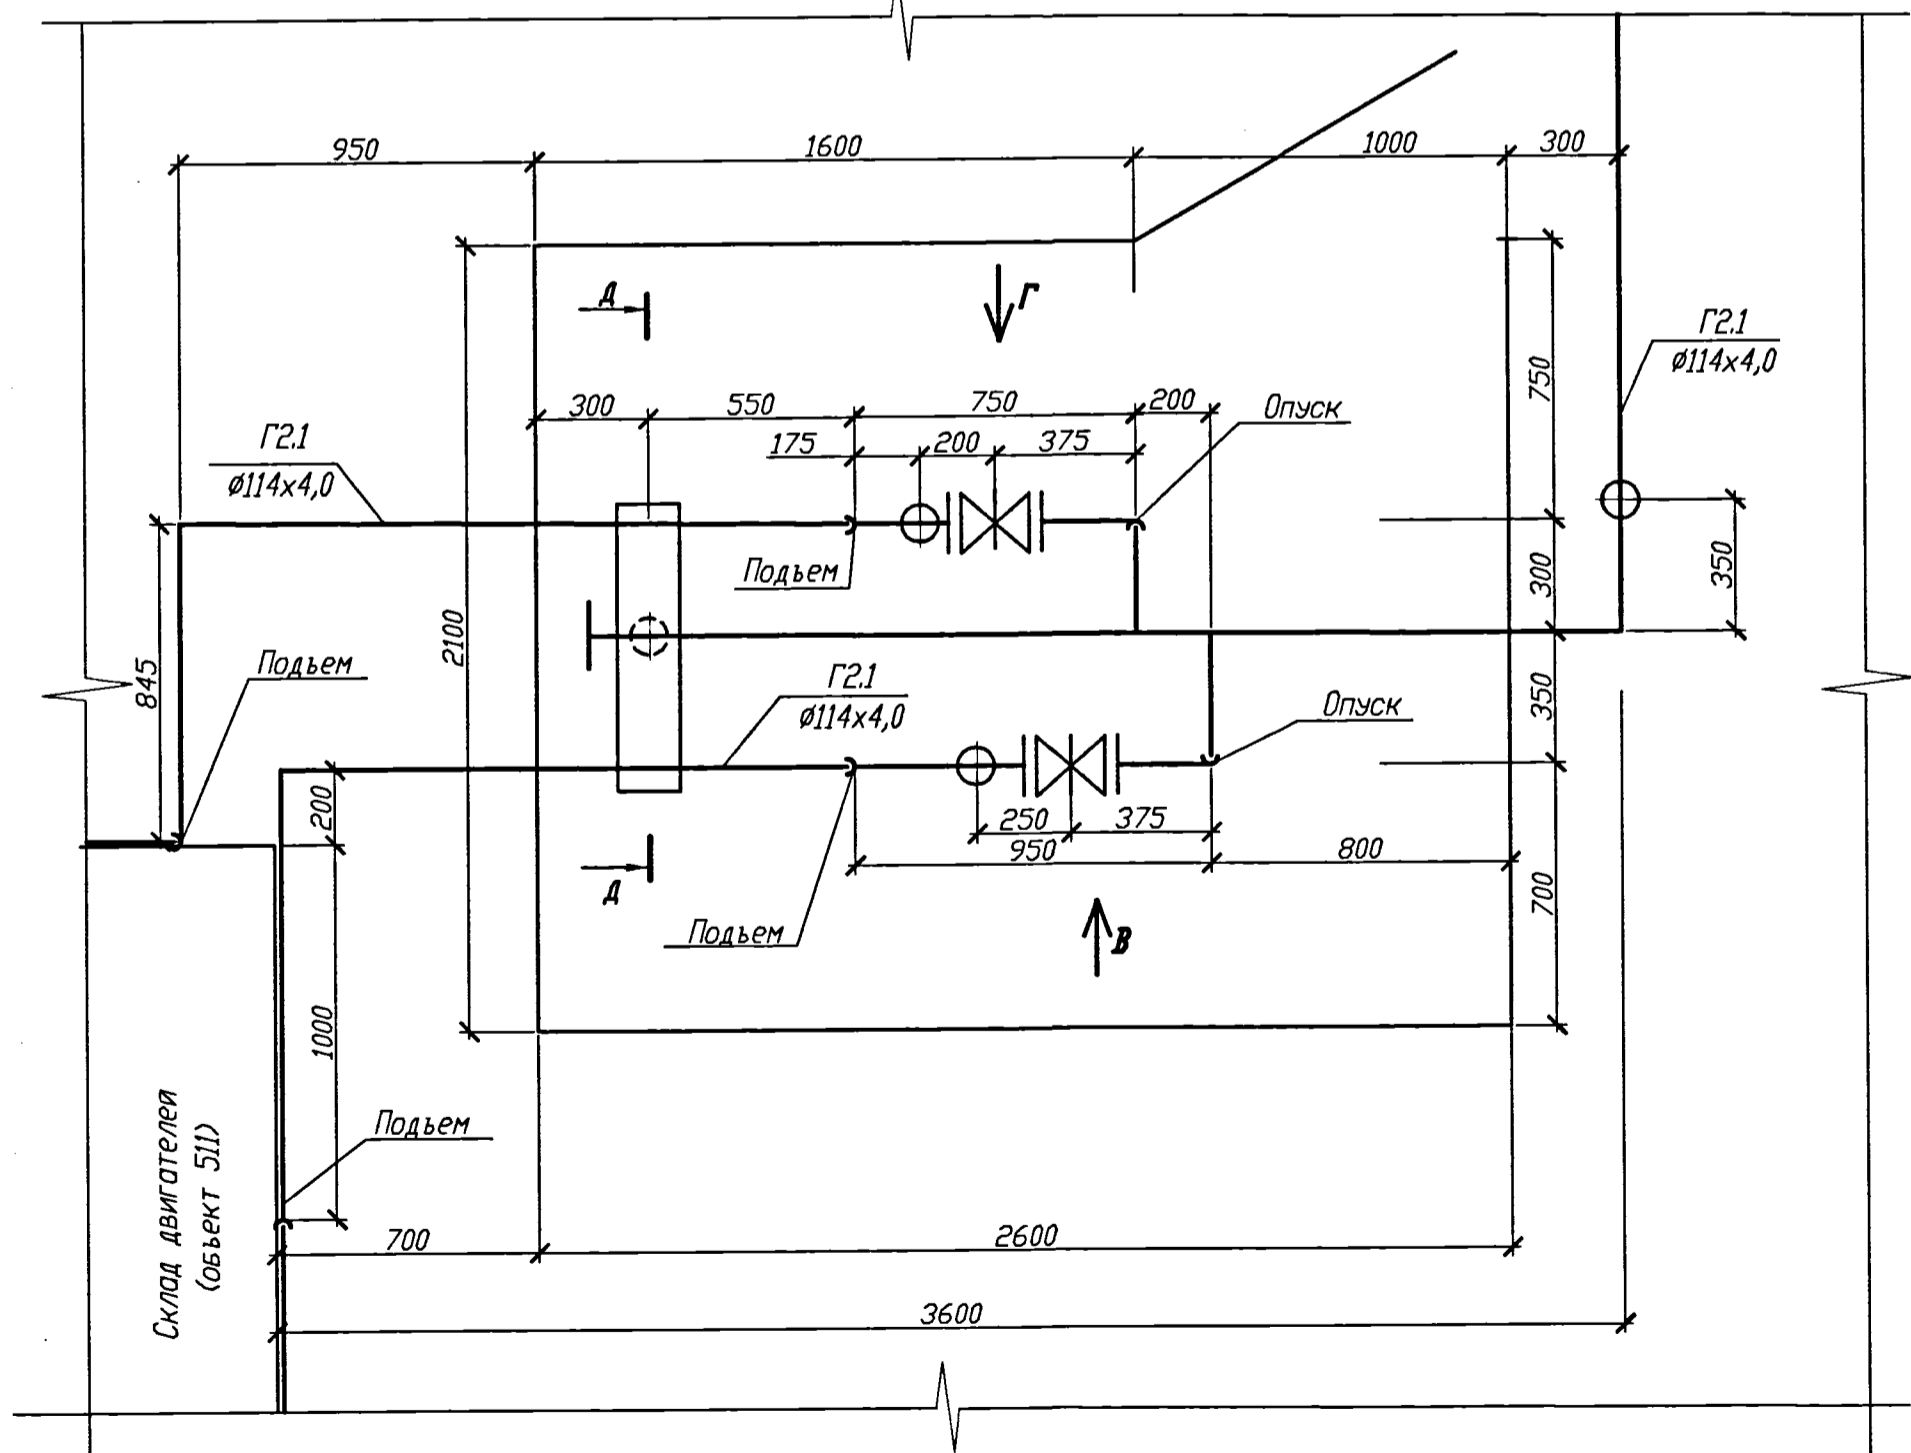 950
1600
1000
300
Д
Г
Г2.1
ø114х4,0
750
300
550
750
200
Опуск
175
200
375
Г2.1
ø114х4,0
Подъем
300
350
2100
845
Подъем
Г2.1
ø114х4,0
350
Опуск
200
250
375
950
800
Д
700
Подъем
В
1000
Подъем
Склад двигателей
(объект 511)
700
2600
3600